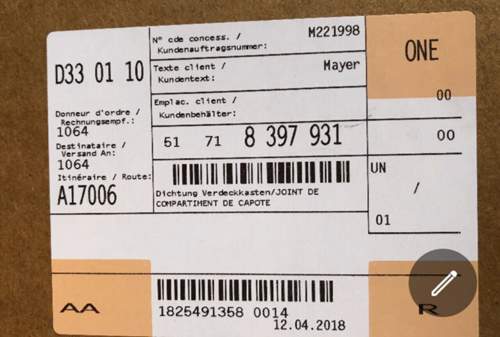 D33 01 10
N° cde concess. /
Kundenauftragsnummer:
M221998
ONE
Texte client /
Kundentext:
Mayer
00
Donneur d'ordre /
Rechnungsempf.:
1064
Emplac. client /
Kundenbehälter:
Destinataire /
Versand An:
1064
51 71 8 397 931
00
Itinéraire / Route:
A17006
Dichtung Verdeckkasten/JOINT DE
COMPARTIMENT DE CAPOTE
UN
/
01
AA
1825491358 0014
12.04.2018
R